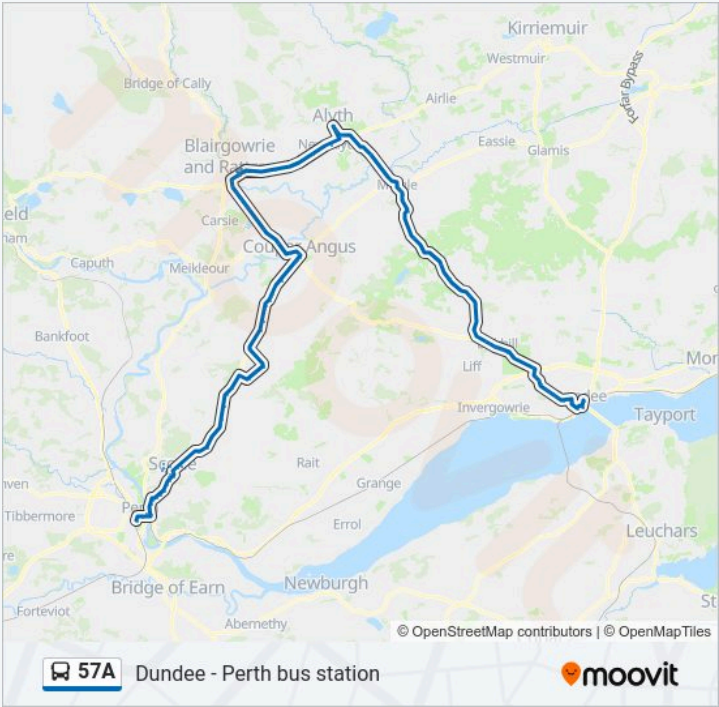 Kirriemuir
Westmuir
Forfar Bypass
Bridge of Cally
Airlie
Alyth
Eassie
Glamis
Blairgowrie
and
Carsie
Angus
Caputh
Meikleour
Bankfoot
Liff
Invergowrie
Tayport
Rait
Grange
Tibbermore
Errol
Leuchars
Newburgh
Bridge of Earn
Forteviot
Abernethy
© OpenStreetMap contributors | © OpenMapTiles
57A Dundee - Perth bus station
moovit